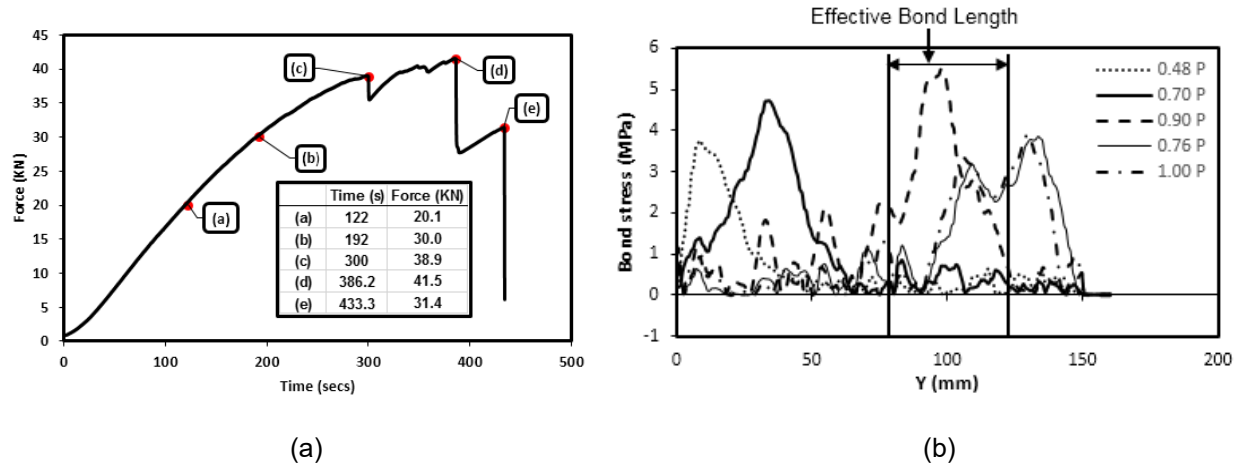 45
40
35
30
25
20
15
10
5
0
Force (KN)
(c)
(d)
(e)
(b)
(a)
Time (s) Force (KN)
(a) 122 20.1
(b) 192 30.0
(c) 300 38.9
(d) 386.2 41.5
(e) 433.3 31.4
0 100 200 300 400 500
Time (secs)
(a)
Effective Bond Length
6
5
4
3
2
1
0
-1
Bond stress (MPa)
0.48 P
0.70 P
0.90 P
0.76 P
1.00 P
0 50 100 150 200
Y (mm)
(b)